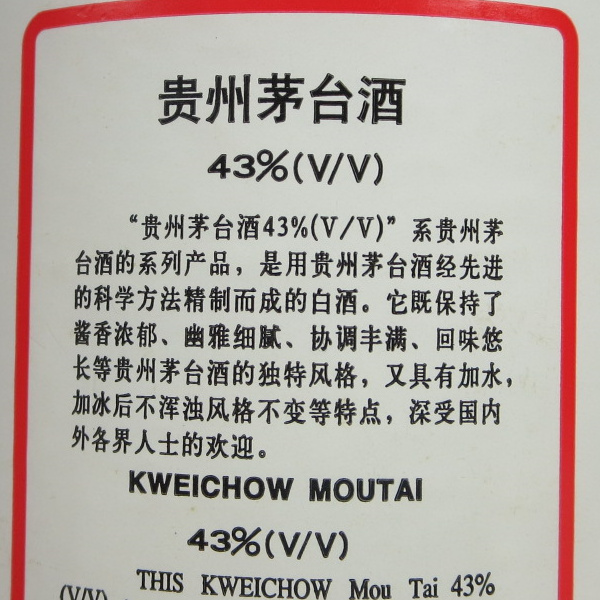 贵州茅台酒
43%(V/V)
“贵州茅台酒43%(V/V)”系贵州茅
台酒的系列产品，是用贵州茅台酒经先进
的科学方法精制而成的白酒。它既保持了
酱香浓郁、幽雅细腻、协调丰满、回味悠
长等贵州茅台酒的独特风格，又具有加水，
加冰后不浑浊风格不变等特点，深受国内
外各界人士的欢迎。
KWEICHOW MOUTAI
43%(V/V)
THIS KWEICHOW Mou Tai 43%
(V/V)